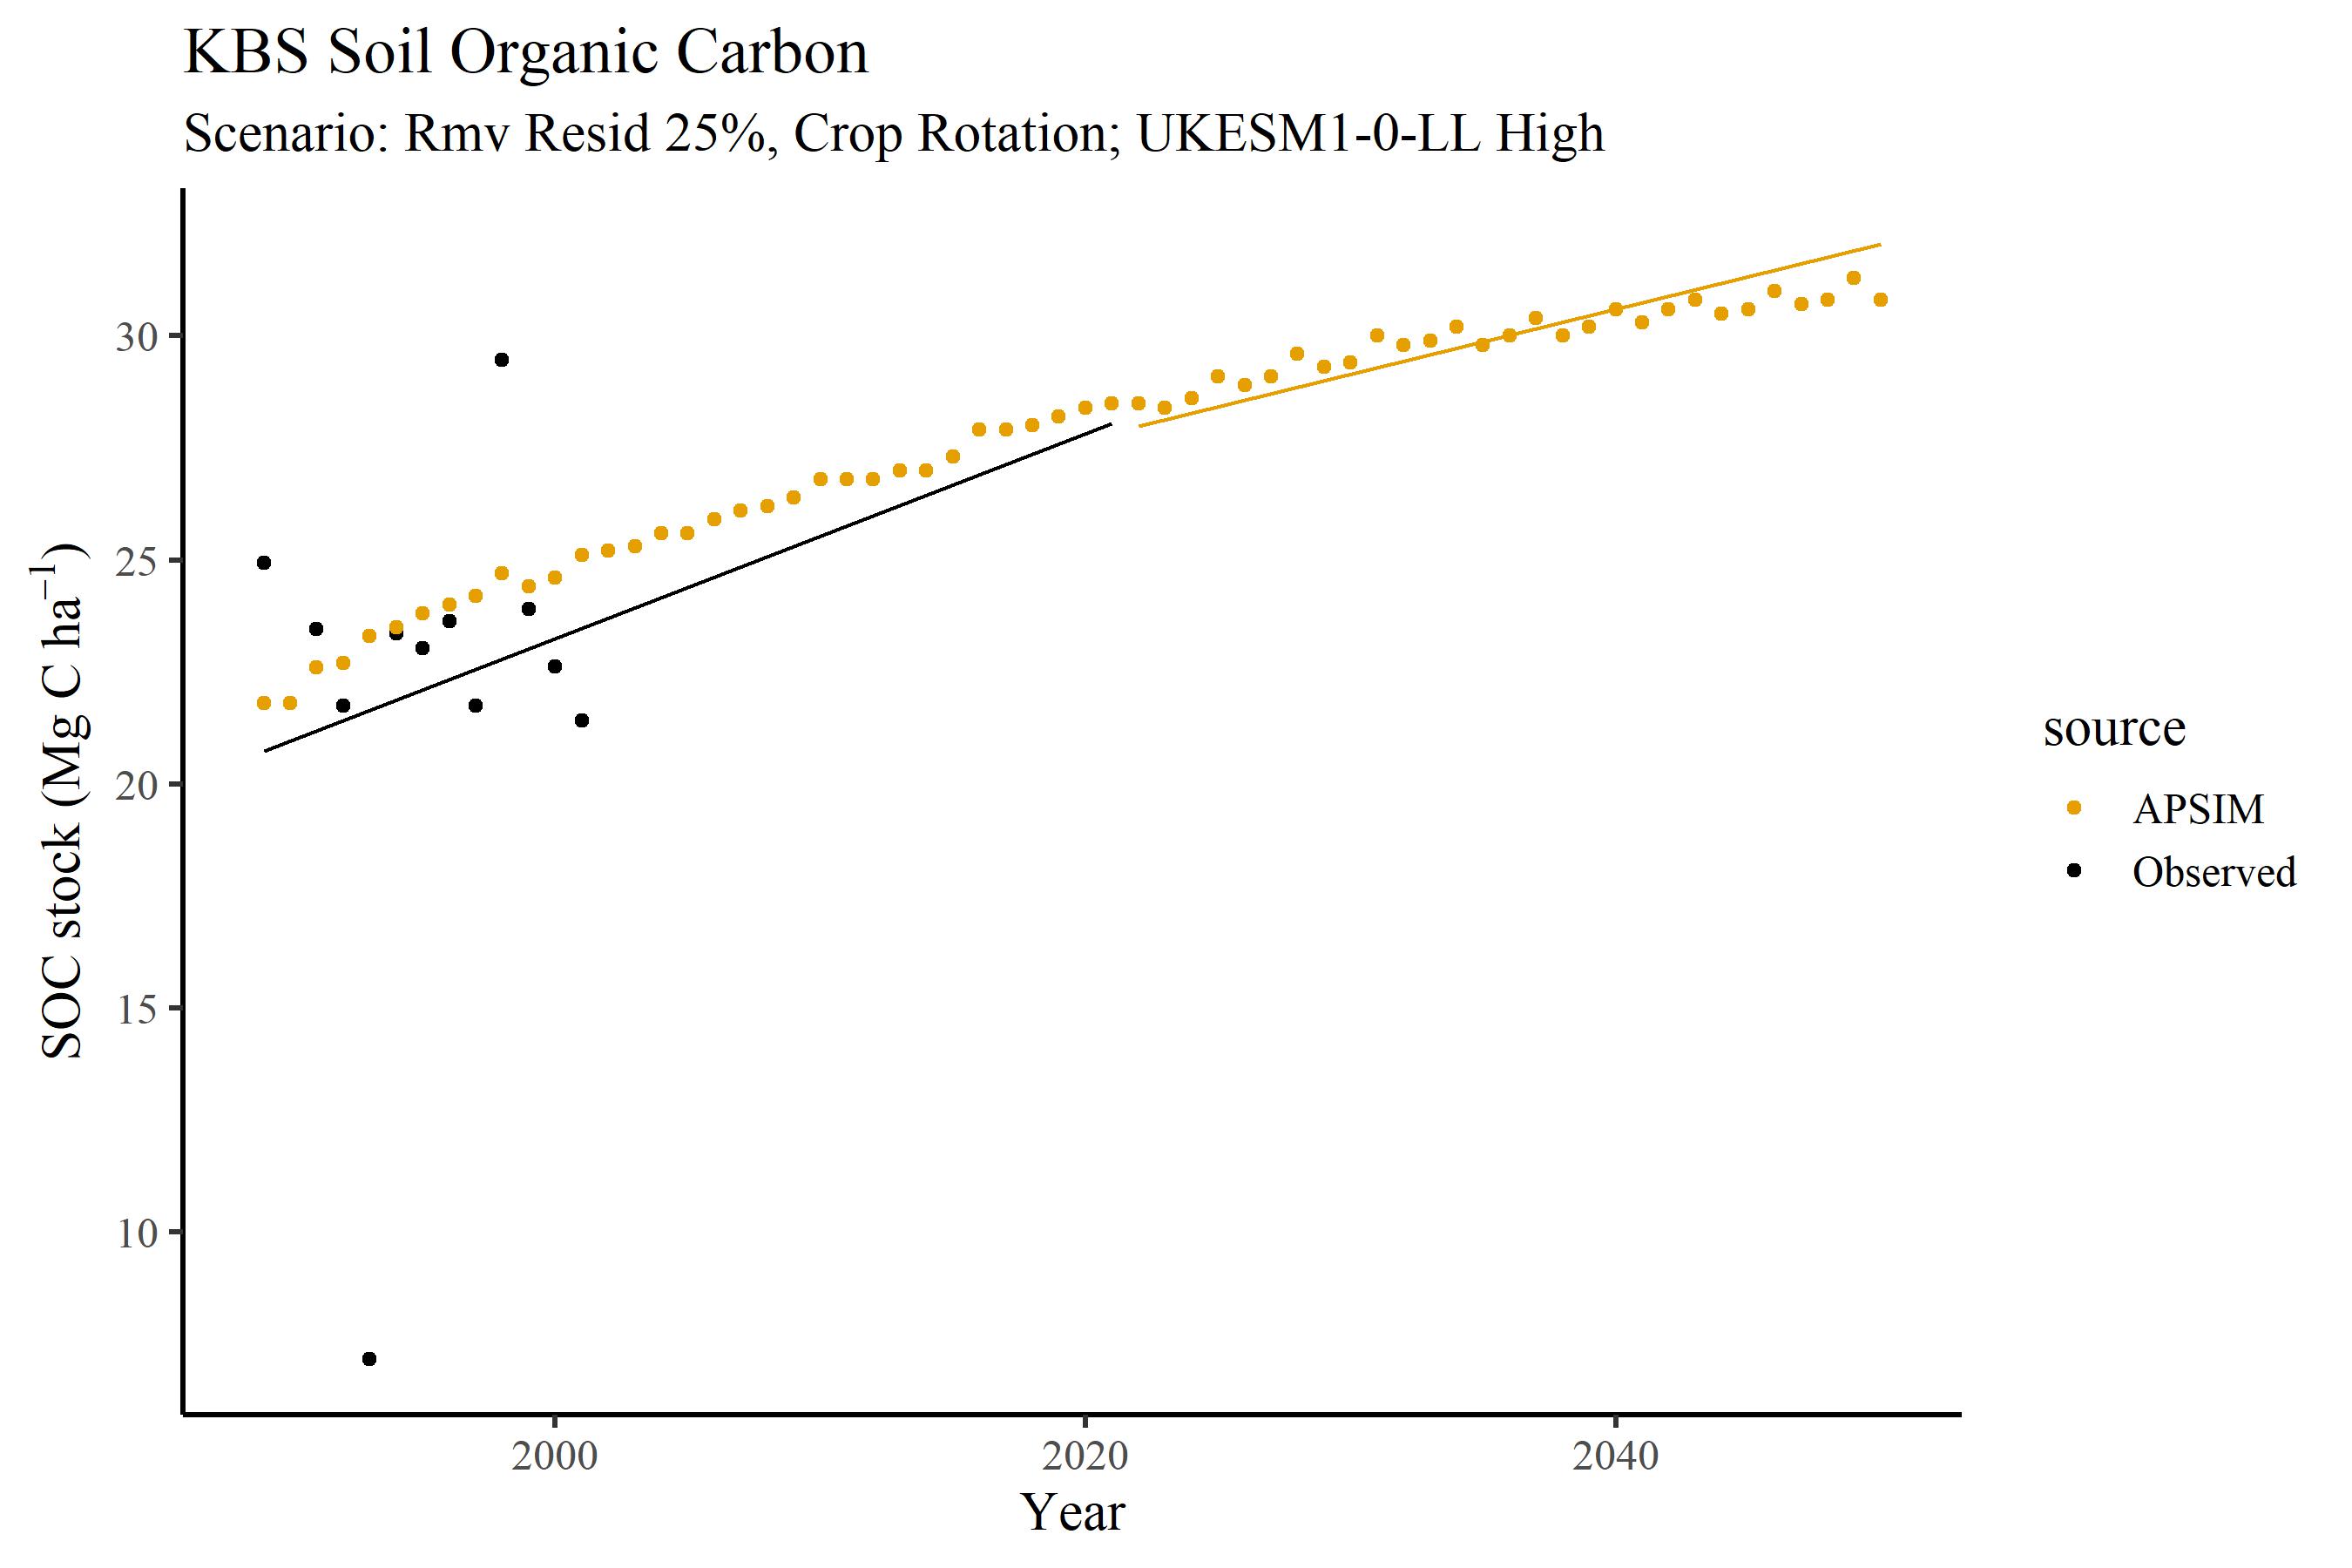 KBS Soil Organic Carbon
Scenario: Rmv Resid 25%, Crop Rotation; UKESM1-0-LL High
SOC stock (Mg C ha⁻¹)
30
25
20
15
10
2000 2020 2040
Year
source
APSIM
Observed